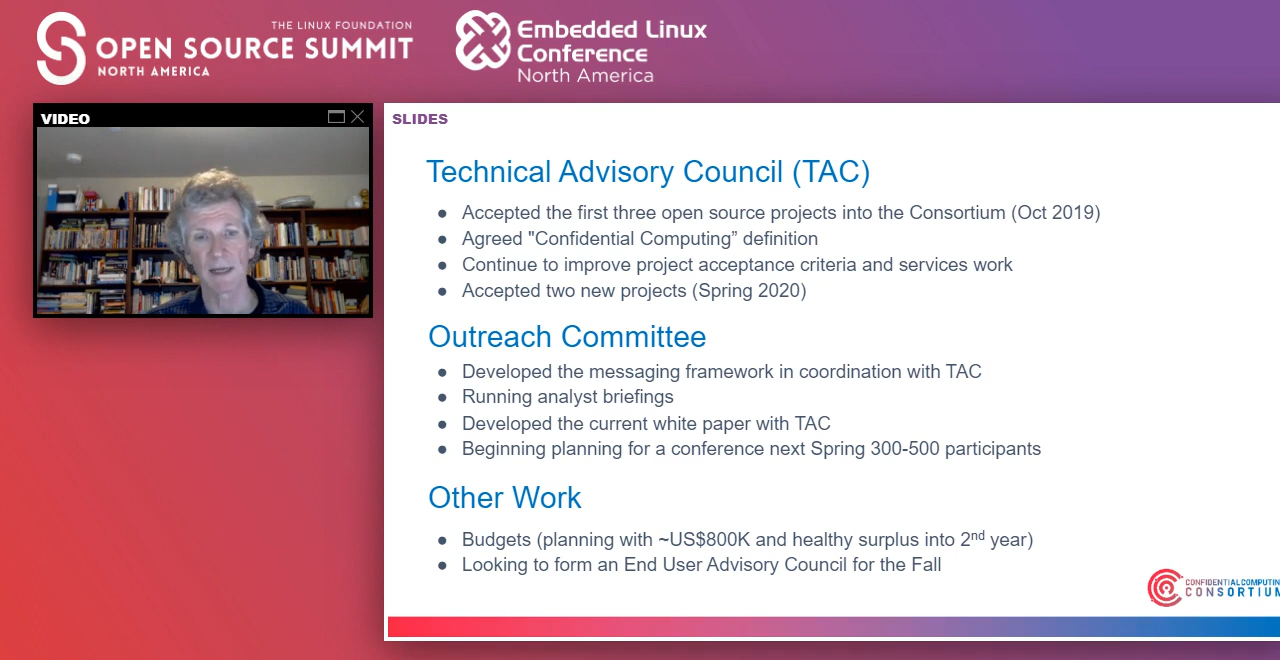 THE LINUX FOUNDATION
OPEN SOURCE SUMMIT
NORTH AMERICA
Embedded Linux
Conference
North America
VIDEO
SLIDES
Technical Advisory Council (TAC)
● Accepted the first three open source projects into the Consortium (Oct 2019)
● Agreed "Confidential Computing” definition
● Continue to improve project acceptance criteria and services work
● Accepted two new projects (Spring 2020)
Outreach Committee
● Developed the messaging framework in coordination with TAC
● Running analyst briefings
● Developed the current white paper with TAC
● Beginning planning for a conference next Spring 300-500 participants
Other Work
● Budgets (planning with ~US$800K and healthy surplus into 2nd year)
● Looking to form an End User Advisory Council for the Fall
CONFIDENTIAL COMPUTIN
CONSORTIUM